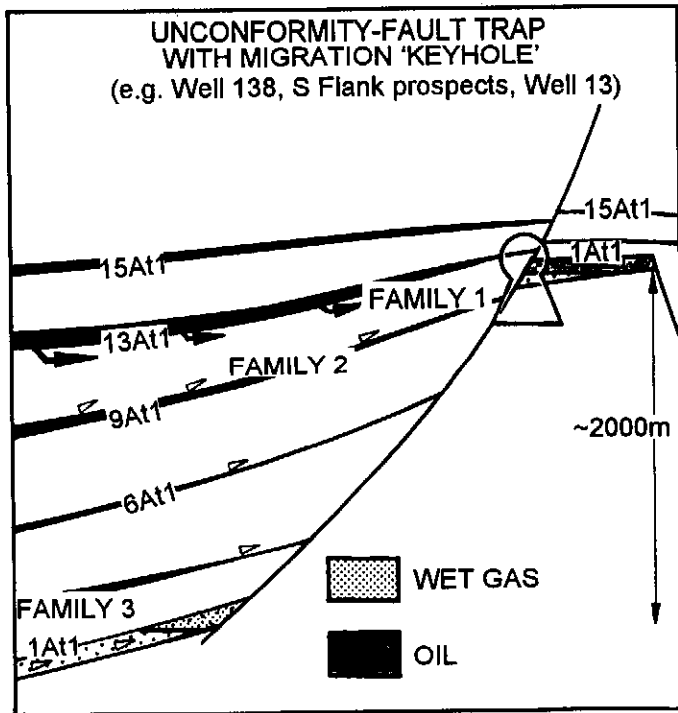 UNCONFORMITY-FAULT TRAP
WITH MIGRATION 'KEYHOLE'
(e.g. Well 138, S Flank prospects, Well 13)
15At1
15At1
1At1
FAMILY 1
13At1
FAMILY 2
9At1
~2000m
6At1
WET GAS
FAMILY 3
1At1
OIL